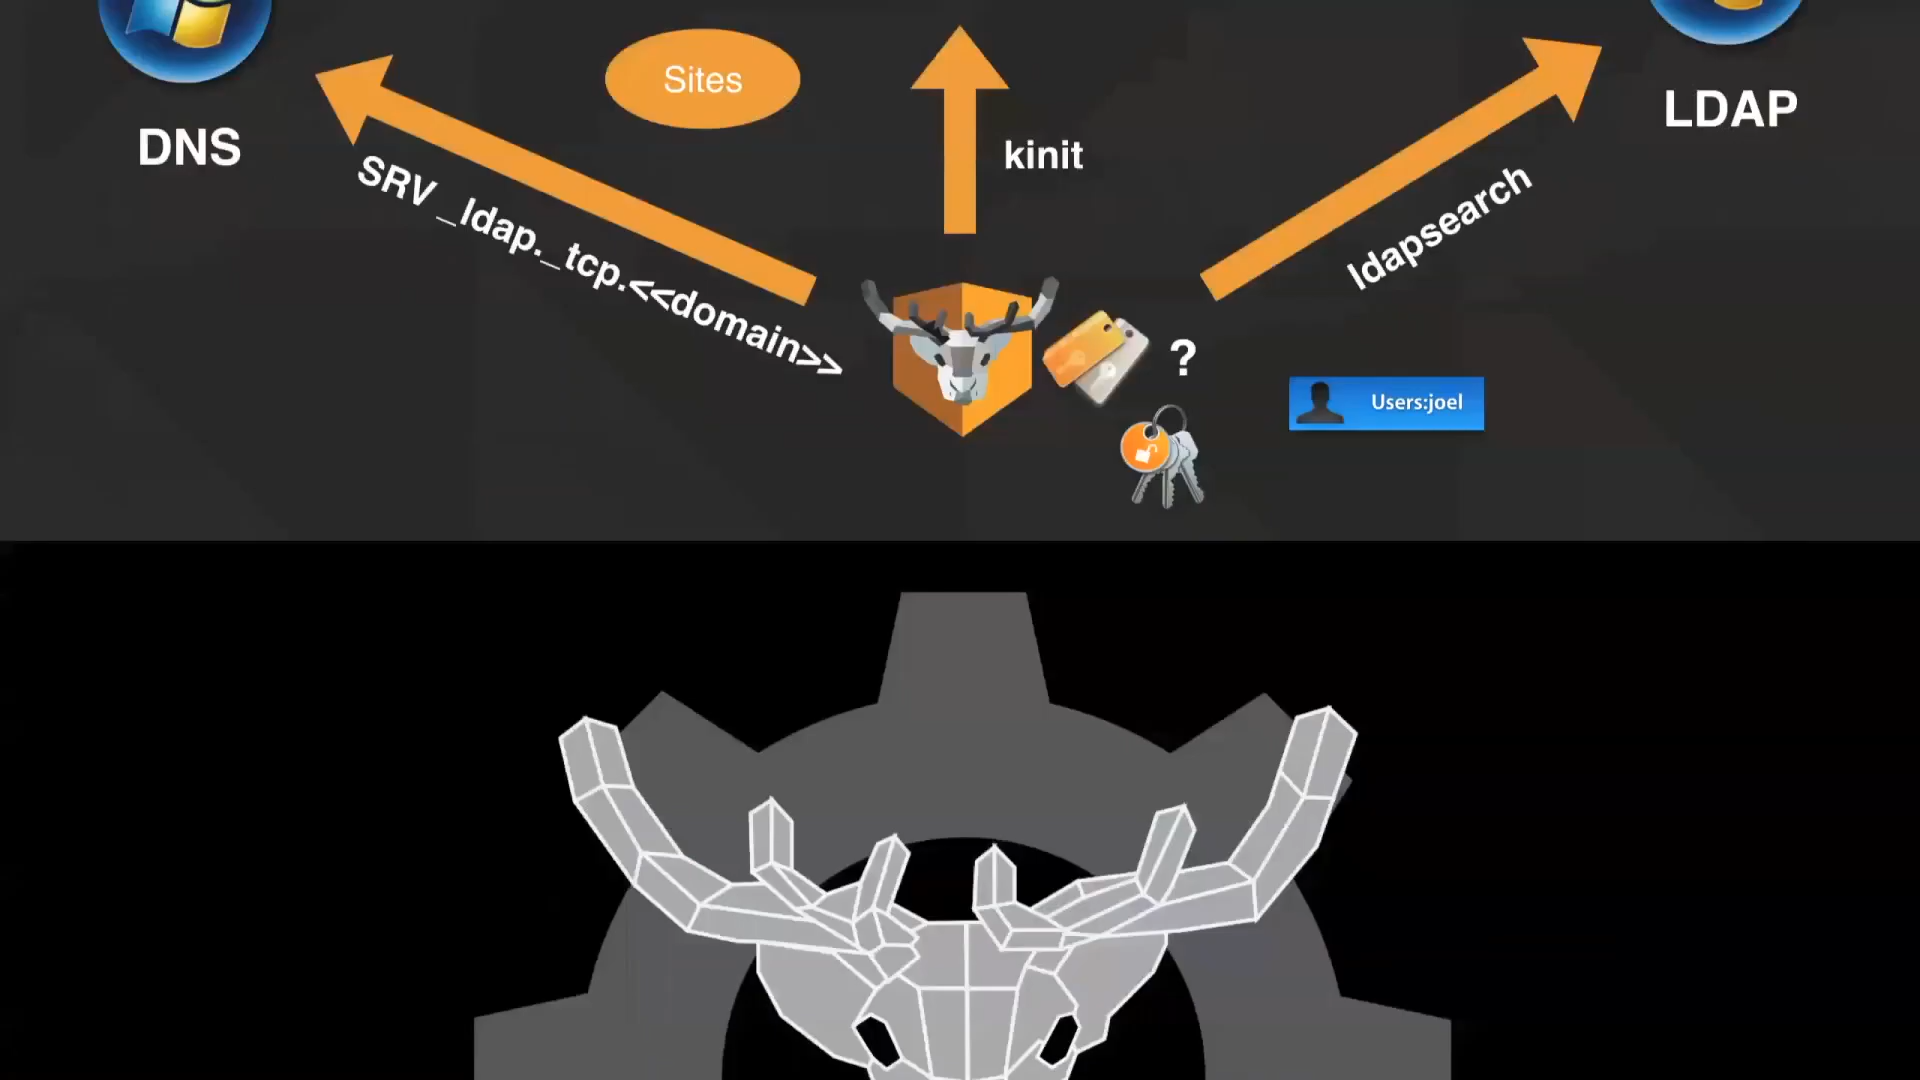 Sites
DNS
LDAP
kinit
SRV _ldap._tcp.<<domain>>
ldapsearch
?
Users:joel